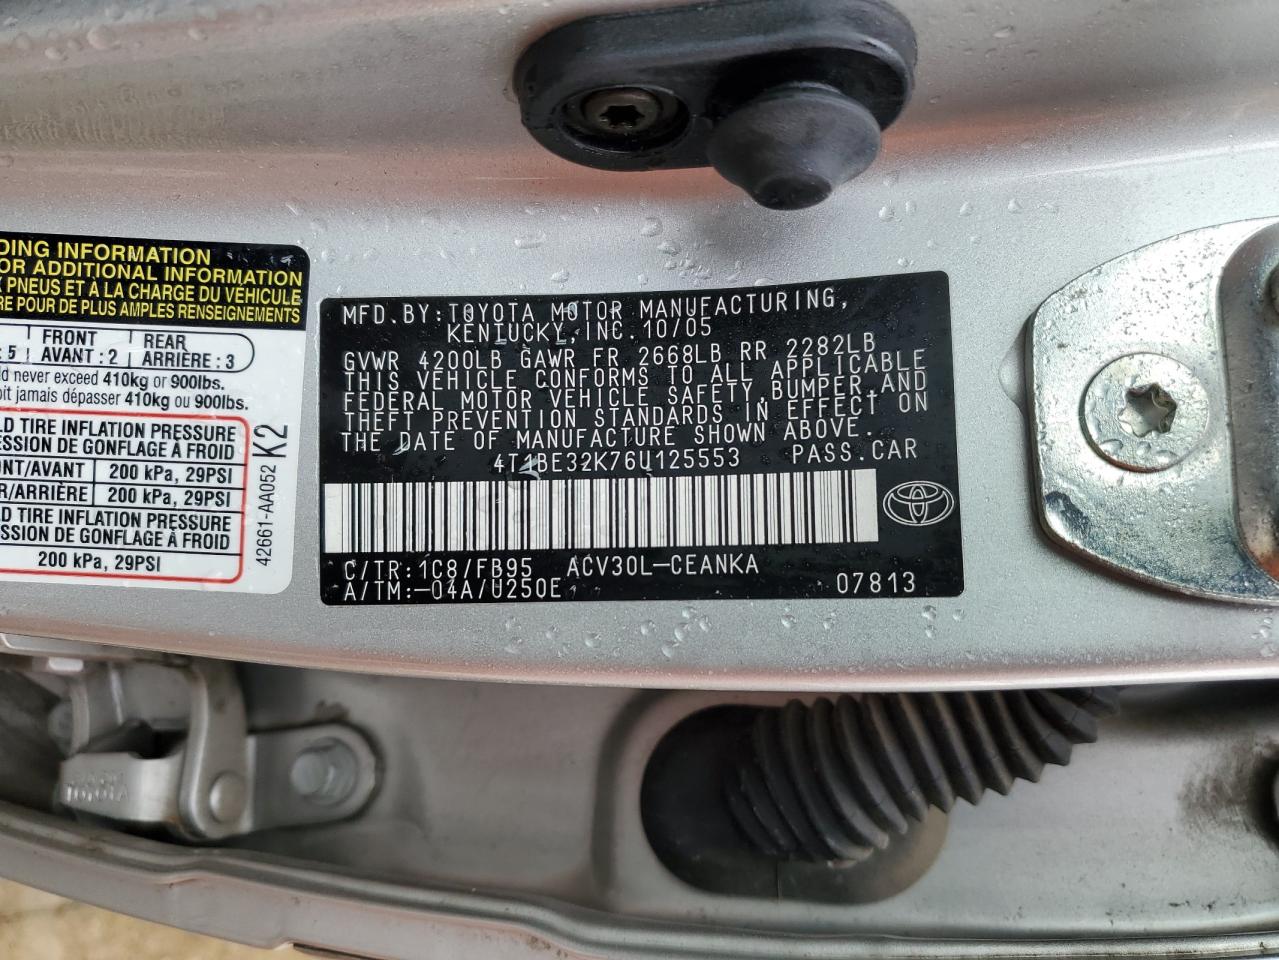 DING INFORMATION
OR ADDITIONAL INFORMATION
X PNEUS ET À LA CHARGE DU VÉHICULE
RE POUR DE PLUS AMPLES RENSEIGNEMENTS
: 5
FRONT
AVANT : 2
REAR
ARRIÈRE : 3
ld never exceed 410kg or 900lbs.
oit jamais dépasser 410kg ou 900lbs.
LD TIRE INFLATION PRESSURE
ESSION DE GONFLAGE À FROID
ONT/AVANT 200 kPa, 29PSI
R/ARRIÈRE 200 kPa, 29PSI
LD TIRE INFLATION PRESSURE
ESSION DE GONFLAGE À FROID
200 kPa, 29PSI
42661-AA052 K2
MFD.BY:TOYOTA MOTOR MANUFACTURING,
KENTUCKY, INC. 10/05
GVWR 4200LB GAWR FR 2668LB RR 2282LB
THIS VEHICLE CONFORMS TO ALL APPLICABLE
FEDERAL MOTOR VEHICLE SAFETY,BUMPER,AND
THEFT PREVENTION STANDARDS IN EFFECT ON
THE DATE OF MANUFACTURE SHOWN ABOVE.
4T1BE32K76U125553 PASS.CAR
C/TR:1C8/FB95 ACV30L-CEANKA
A/TM:-04A/U250E 07813
TOYOTA